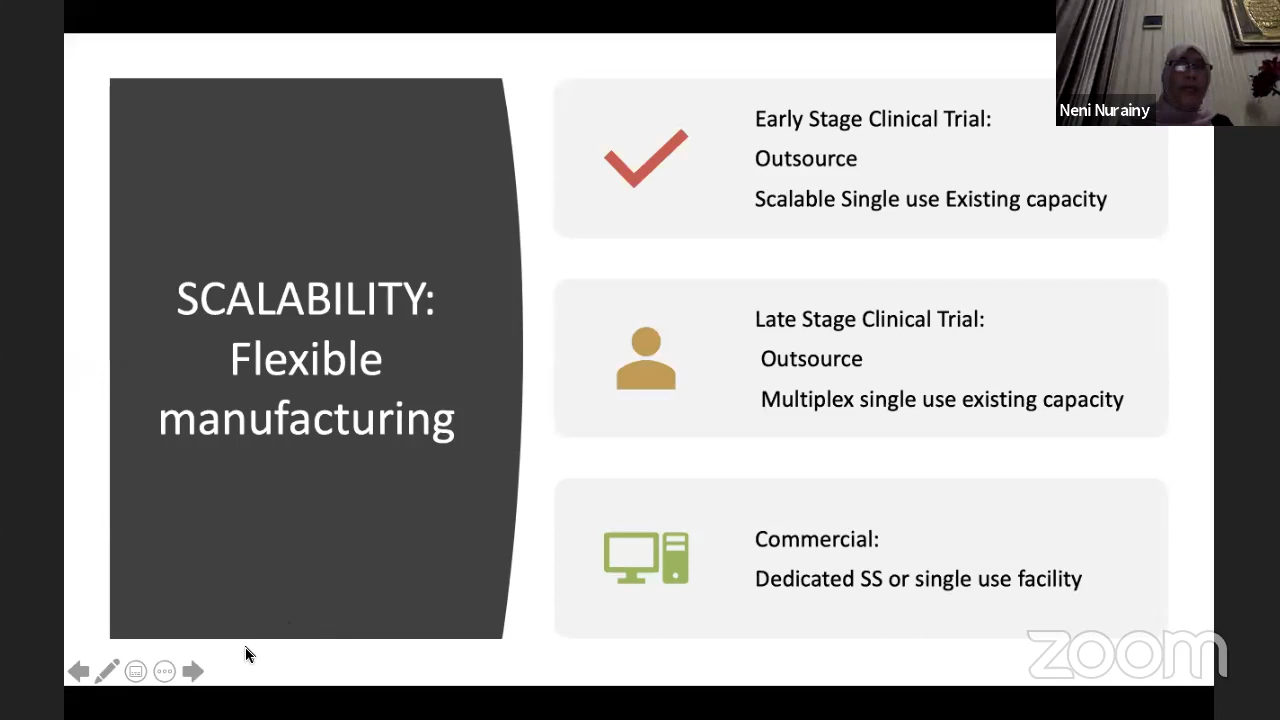 Neni Nurainy
SCALABILITY:
Flexible
manufacturing
Early Stage Clinical Trial:
Outsource
Scalable Single use Existing capacity
Late Stage Clinical Trial:
Outsource
Multiplex single use existing capacity
Commercial:
Dedicated SS or single use facility
zoom